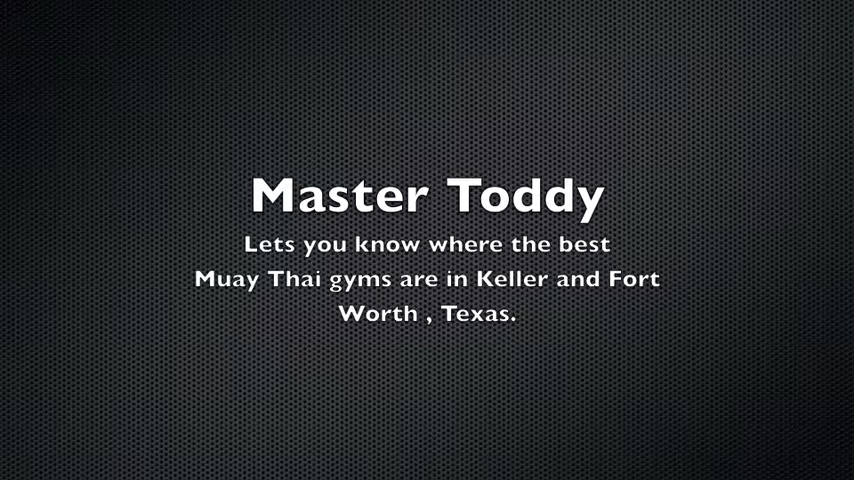 Master Toddy
Lets you know where the best
Muay Thai gyms are in Keller and Fort
Worth , Texas.